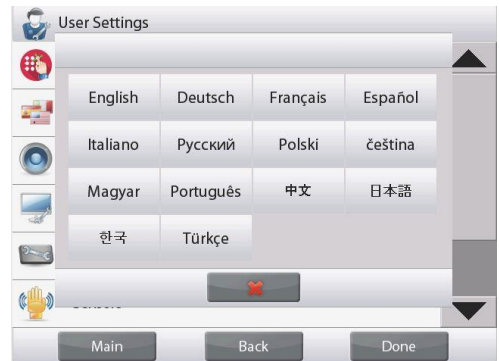 User Settings
English Deutsch Français Español
Italiano Русский Polski čeština
Magyar Português 中文 日本語
한국 Türkçe
Main Back Done